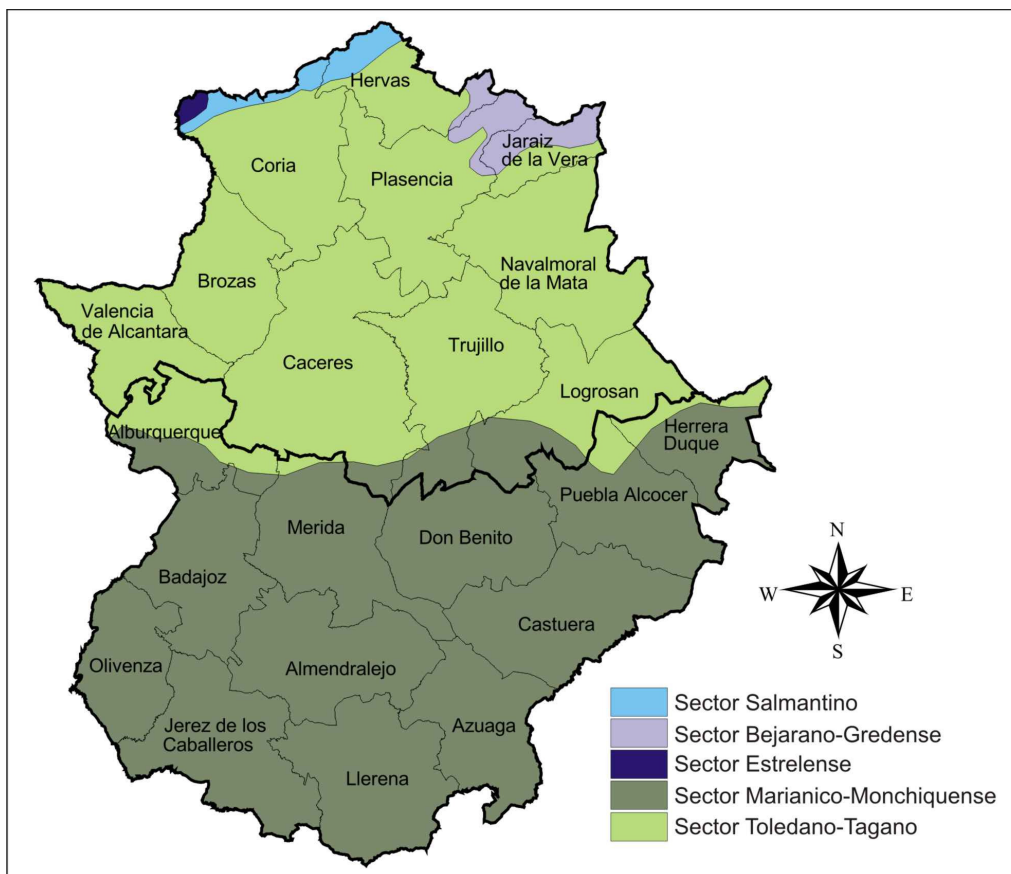 Hervas
Jaraiz
de la Vera
Coria
Plasencia
Navalmoral
de la Mata
Brozas
Valencia
de Alcantara
Trujillo
Caceres
Logrosan
Alburquerque
Herrera
Duque
Puebla Alcocer
Merida
Don Benito
Badajoz
Castuera
Olivenza
Almendralejo
Jerez de los
Caballeros
Azuaga
Llerena
N
W
E
S
Sector Salmantino
Sector Bejarano-Gredense
Sector Estrelense
Sector Marianico-Monchiquense
Sector Toledano-Tagano